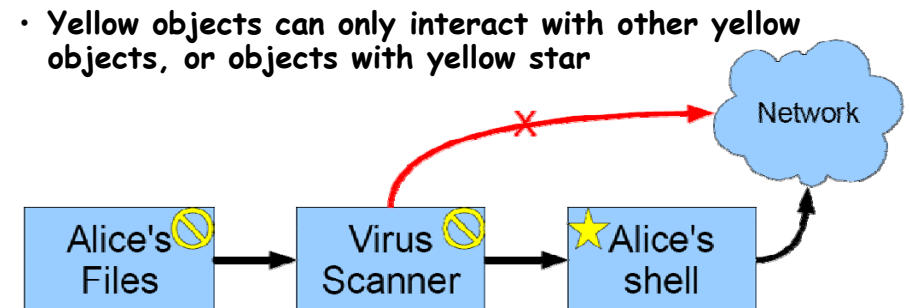 • Yellow objects can only interact with other yellow
objects, or objects with yellow star
Network
X
Alice's
Files
Virus
Scanner
Alice's
shell